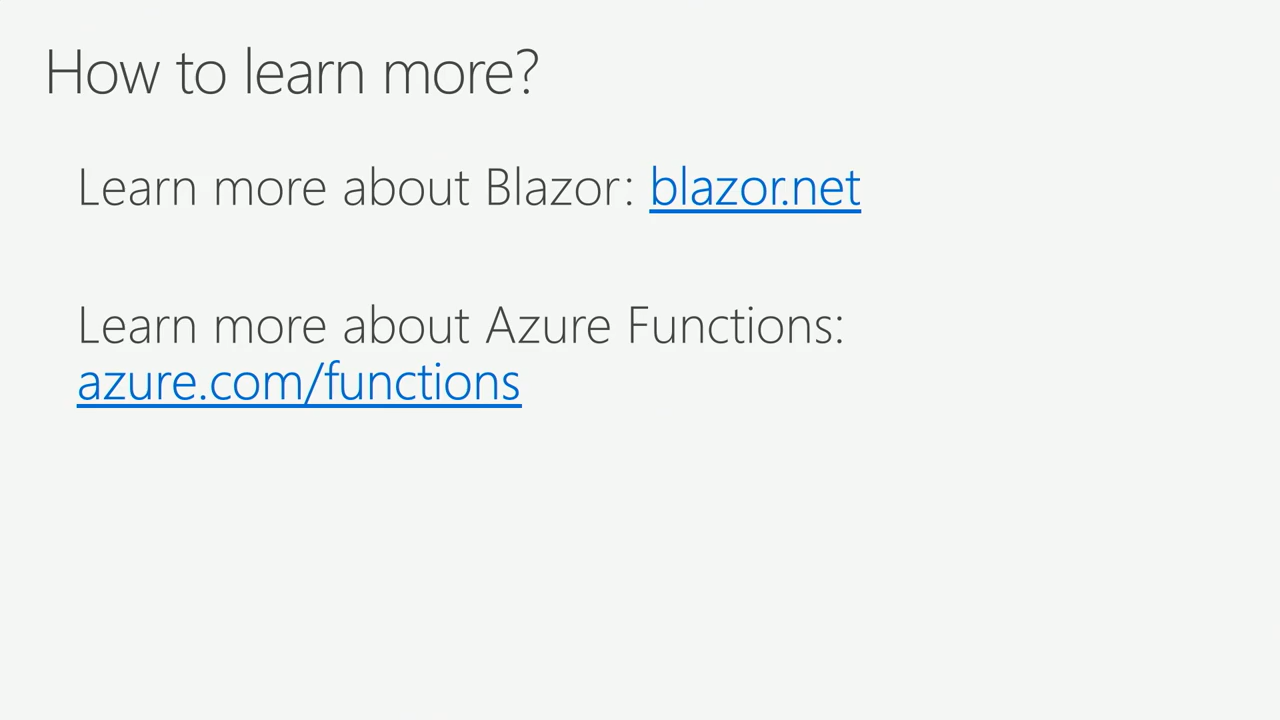 How to learn more?
Learn more about Blazor: blazor.net
Learn more about Azure Functions:
azure.com/functions